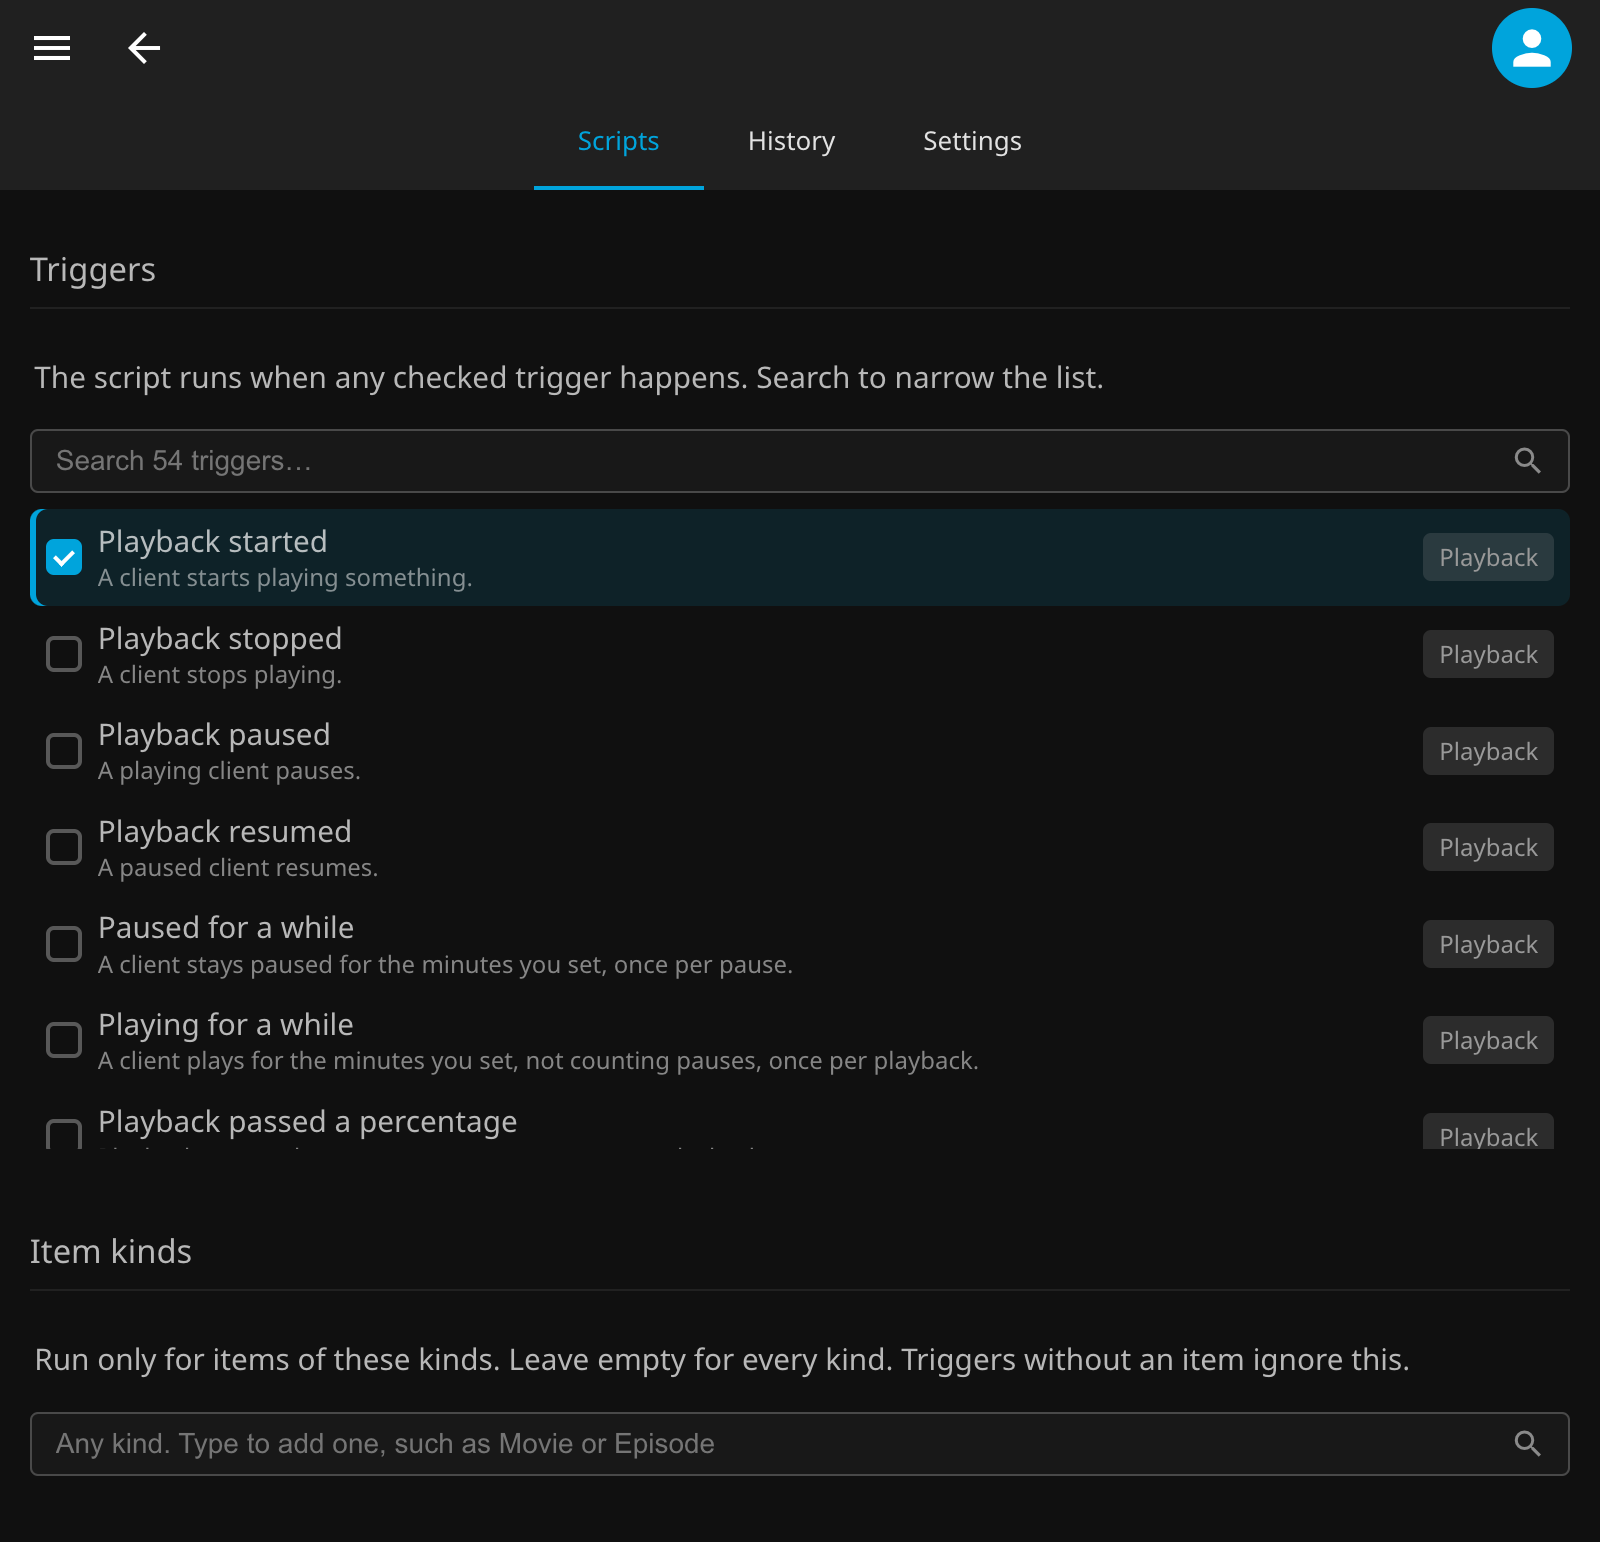 Scripts
History
Settings
Triggers
The script runs when any checked trigger happens. Search to narrow the list.
Search 54 triggers…
Playback started
A client starts playing something.
Playback
Playback stopped
A client stops playing.
Playback
Playback paused
A playing client pauses.
Playback
Playback resumed
A paused client resumes.
Playback
Paused for a while
A client stays paused for the minutes you set, once per pause.
Playback
Playing for a while
A client plays for the minutes you set, not counting pauses, once per playback.
Playback
Playback passed a percentage
Playback
Item kinds
Run only for items of these kinds. Leave empty for every kind. Triggers without an item ignore this.
Any kind. Type to add one, such as Movie or Episode